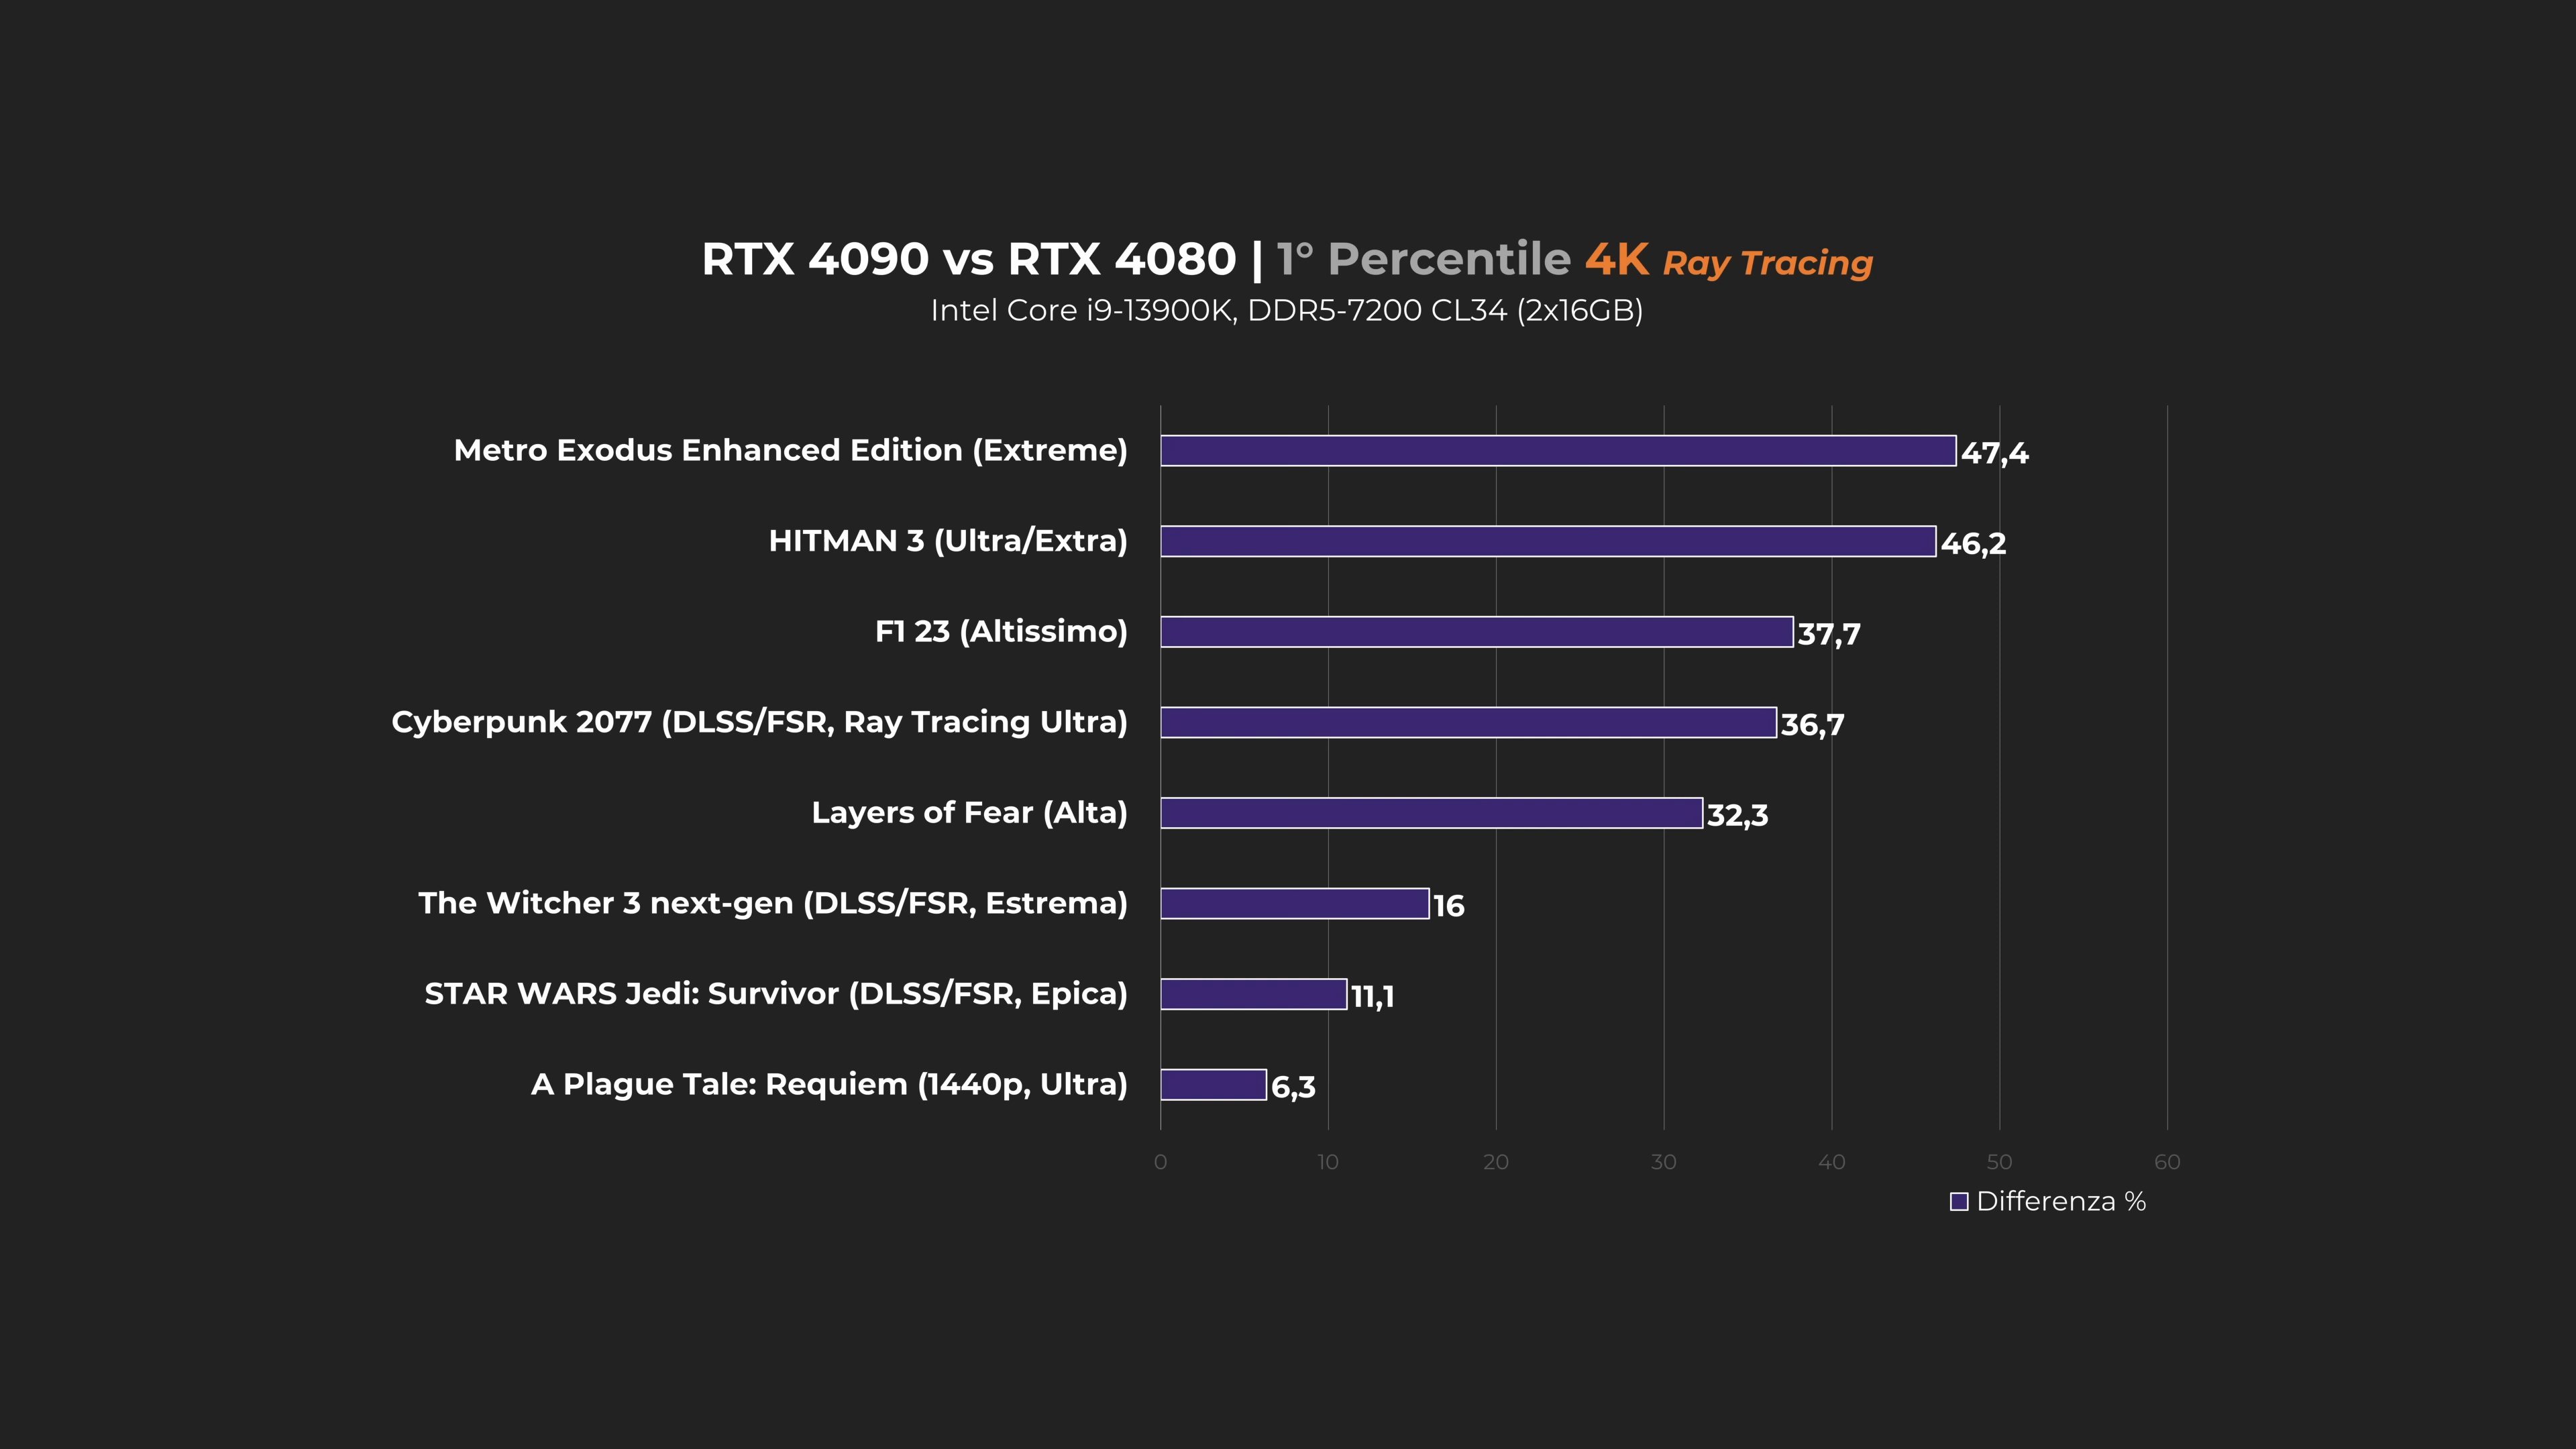 RTX 4090 vs RTX 4080 | 1° Percentile 4K Ray Tracing
Intel Core i9-13900K, DDR5-7200 CL34 (2x16GB)
Metro Exodus Enhanced Edition (Extreme) 47,4
HITMAN 3 (Ultra/Extra) 46,2
F1 23 (Altissimo) 37,7
Cyberpunk 2077 (DLSS/FSR, Ray Tracing Ultra) 36,7
Layers of Fear (Alta) 32,3
The Witcher 3 next-gen (DLSS/FSR, Estrema) 16
STAR WARS Jedi: Survivor (DLSS/FSR, Epica) 11,1
A Plague Tale: Requiem (1440p, Ultra) 6,3
0 10 20 30 40 50 60
Differenza %